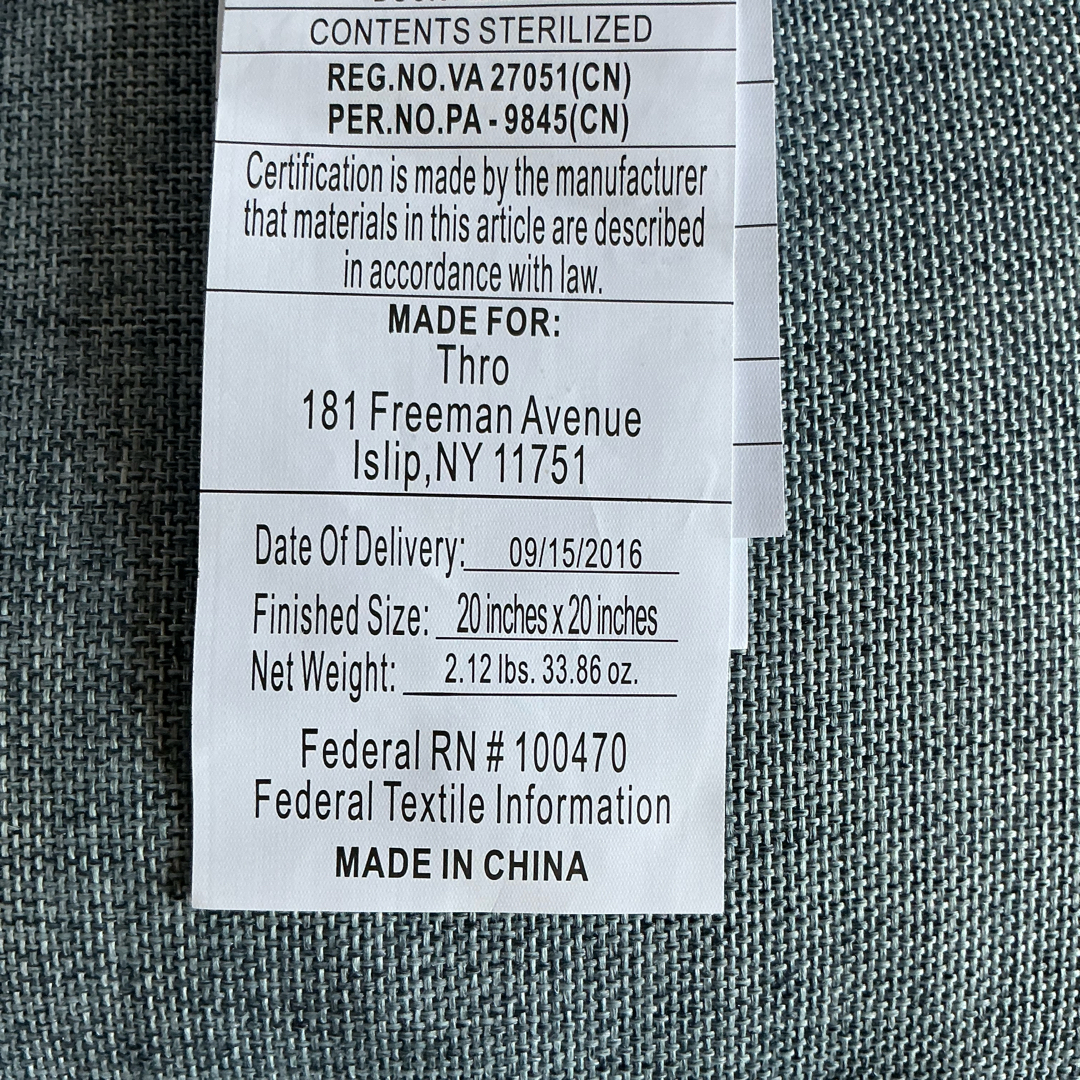 CONTENTS STERILIZED
REG.NO.VA 27051(CN)
PER.NO.PA - 9845(CN)
Certification is made by the manufacturer
that materials in this article are described
in accordance with law.
MADE FOR:
Thro
181 Freeman Avenue
Islip,NY 11751
Date Of Delivery: 09/15/2016
Finished Size: 20 inches x 20 inches
Net Weight: 2.12 lbs. 33.86 oz.
Federal RN # 100470
Federal Textile Information
MADE IN CHINA